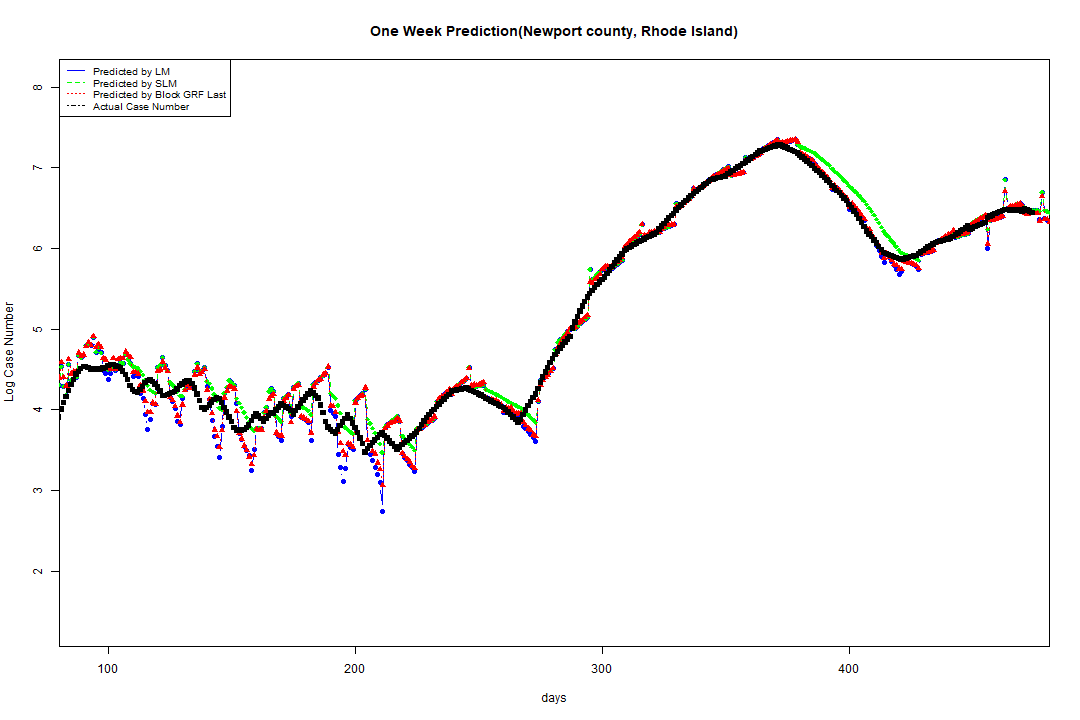 One Week Prediction(Newport county, Rhode Island)
Predicted by LM
Predicted by SLM
Predicted by Block GRF Last
Actual Case Number
8
7
6
5
4
3
2
Log Case Number
100 200 300 400
days